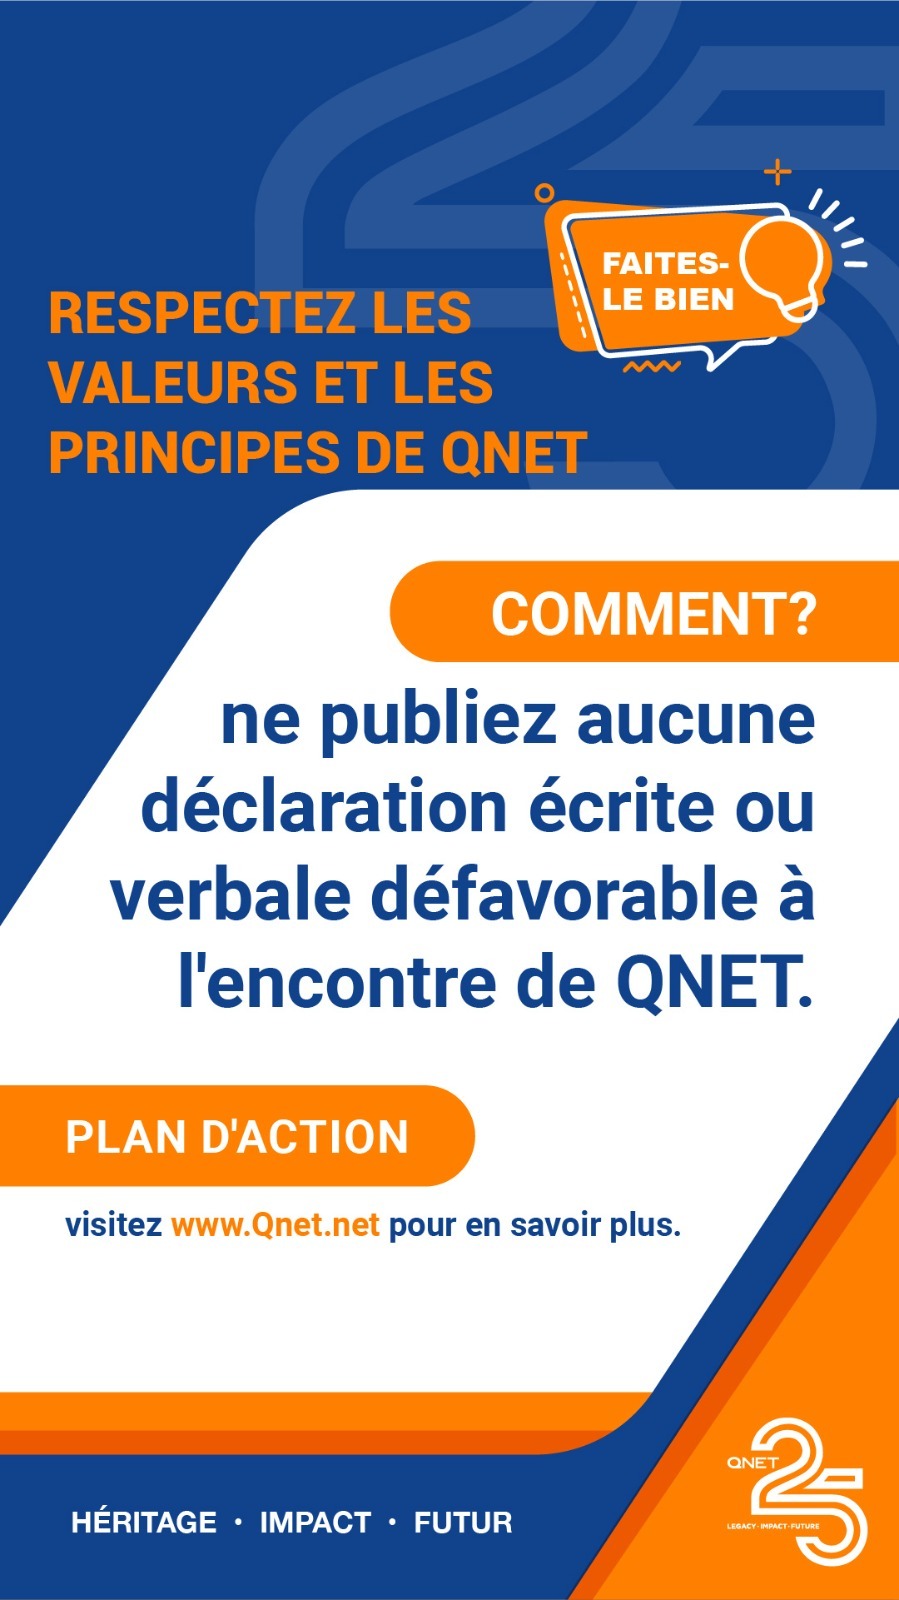 FAITES-
LE BIEN
RESPECTEZ LES
VALEURS ET LES
PRINCIPES DE QNET
COMMENT?
ne publiez aucune
déclaration écrite ou
verbale défavorable à
l'encontre de QNET.
PLAN D'ACTION
visitez www.Qnet.net pour en savoir plus.
HÉRITAGE • IMPACT • FUTUR
QNET
25
LEGACY·IMPACT·FUTURE